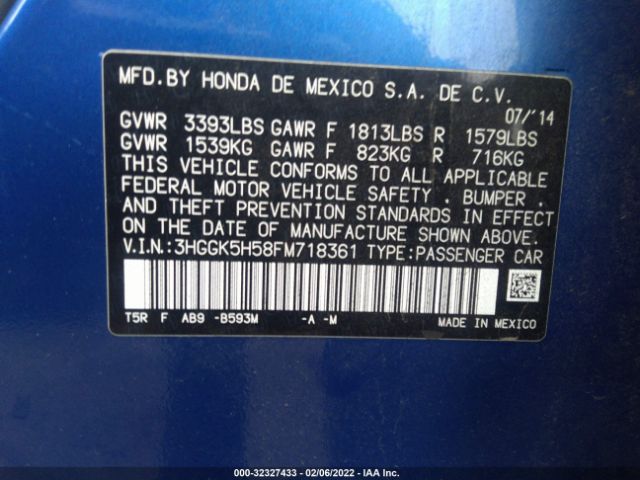 MFD.BY HONDA DE MEXICO S.A. DE C.V.
07/'14
GVWR 3393LBS GAWR F 1813LBS R 1579LBS
GVWR 1539KG GAWR F 823KG R 716KG
THIS VEHICLE CONFORMS TO ALL APPLICABLE
FEDERAL MOTOR VEHICLE SAFETY . BUMPER .
AND THEFT PREVENTION STANDARDS IN EFFECT
ON THE DATE OF MANUFACTURE SHOWN ABOVE.
V.I.N.:3HGGK5H58FM718361 TYPE:PASSENGER CAR
T5R F AB9 -B593M -A -M MADE IN MEXICO
000-32327433 - 02/06/2022 - IAA Inc.